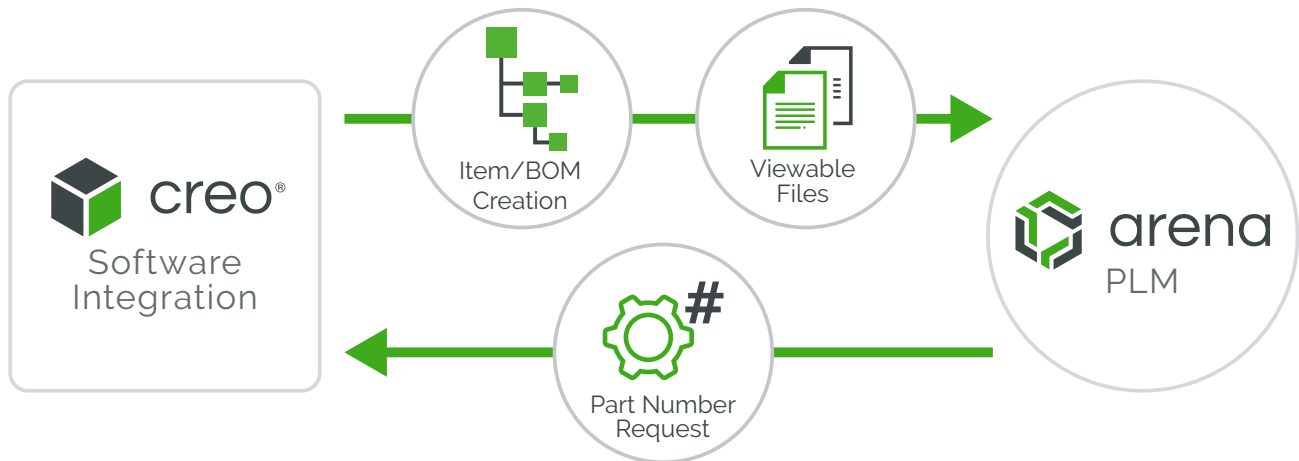 creo®
Software
Integration
Item/BOM
Creation
Viewable
Files
#
Part Number
Request
arena
PLM